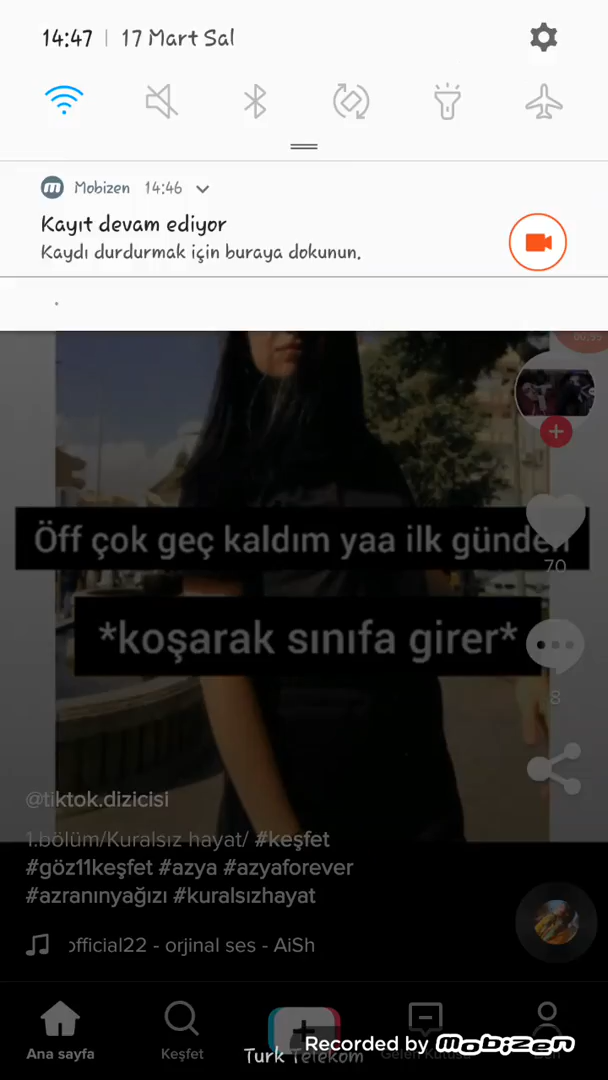 14:47 | 17 Mart Sal
Mobizen 14:46
Kayıt devam ediyor
Kaydı durdurmak için buraya dokunun.
Öff çok geç kaldım yaa ilk günden
70
*koşarak sınıfa girer*
8
@tiktok.dizicisi
1.bölüm/Kuralsız hayat/ #keşfet
#göz11keşfet #azya #azyaforever
#azranınyağızı #kuralsızhayat
official22 - orjinal ses - AiSh
Ana sayfa
Keşfet
Turk Telekom
Recorded by mobizen